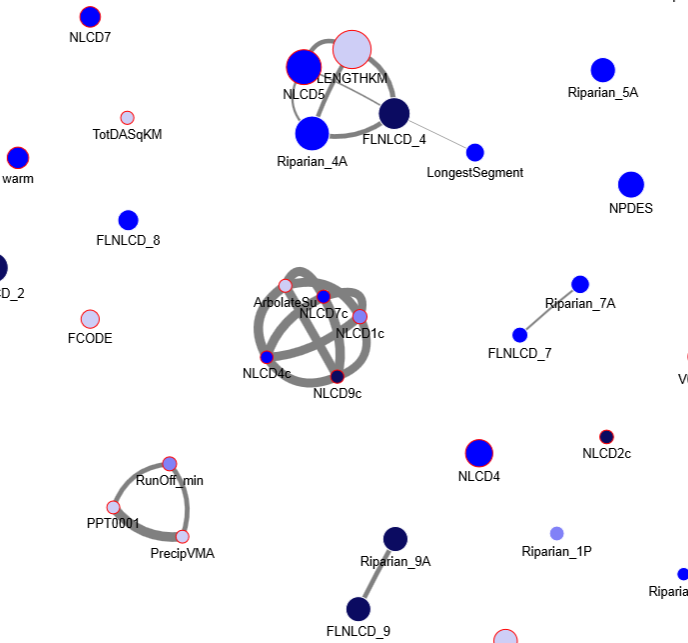 NLCD7
LENGTHKM
NLCD5
Riparian_5A
TotDASqKM
FLNLCD_4
Riparian_4A
LongestSegment
warm
NPDES
FLNLCD_8
D_2
ArbolateSu
Riparian_7A
NLCD7c
NLCD1c
FCODE
FLNLCD_7
NLCD4c
NLCD9c
NLCD2c
NLCD4
RunOff_min
PPT0001
PrecipVMA
Riparian_1P
Riparian_9A
Riparia
FLNLCD_9